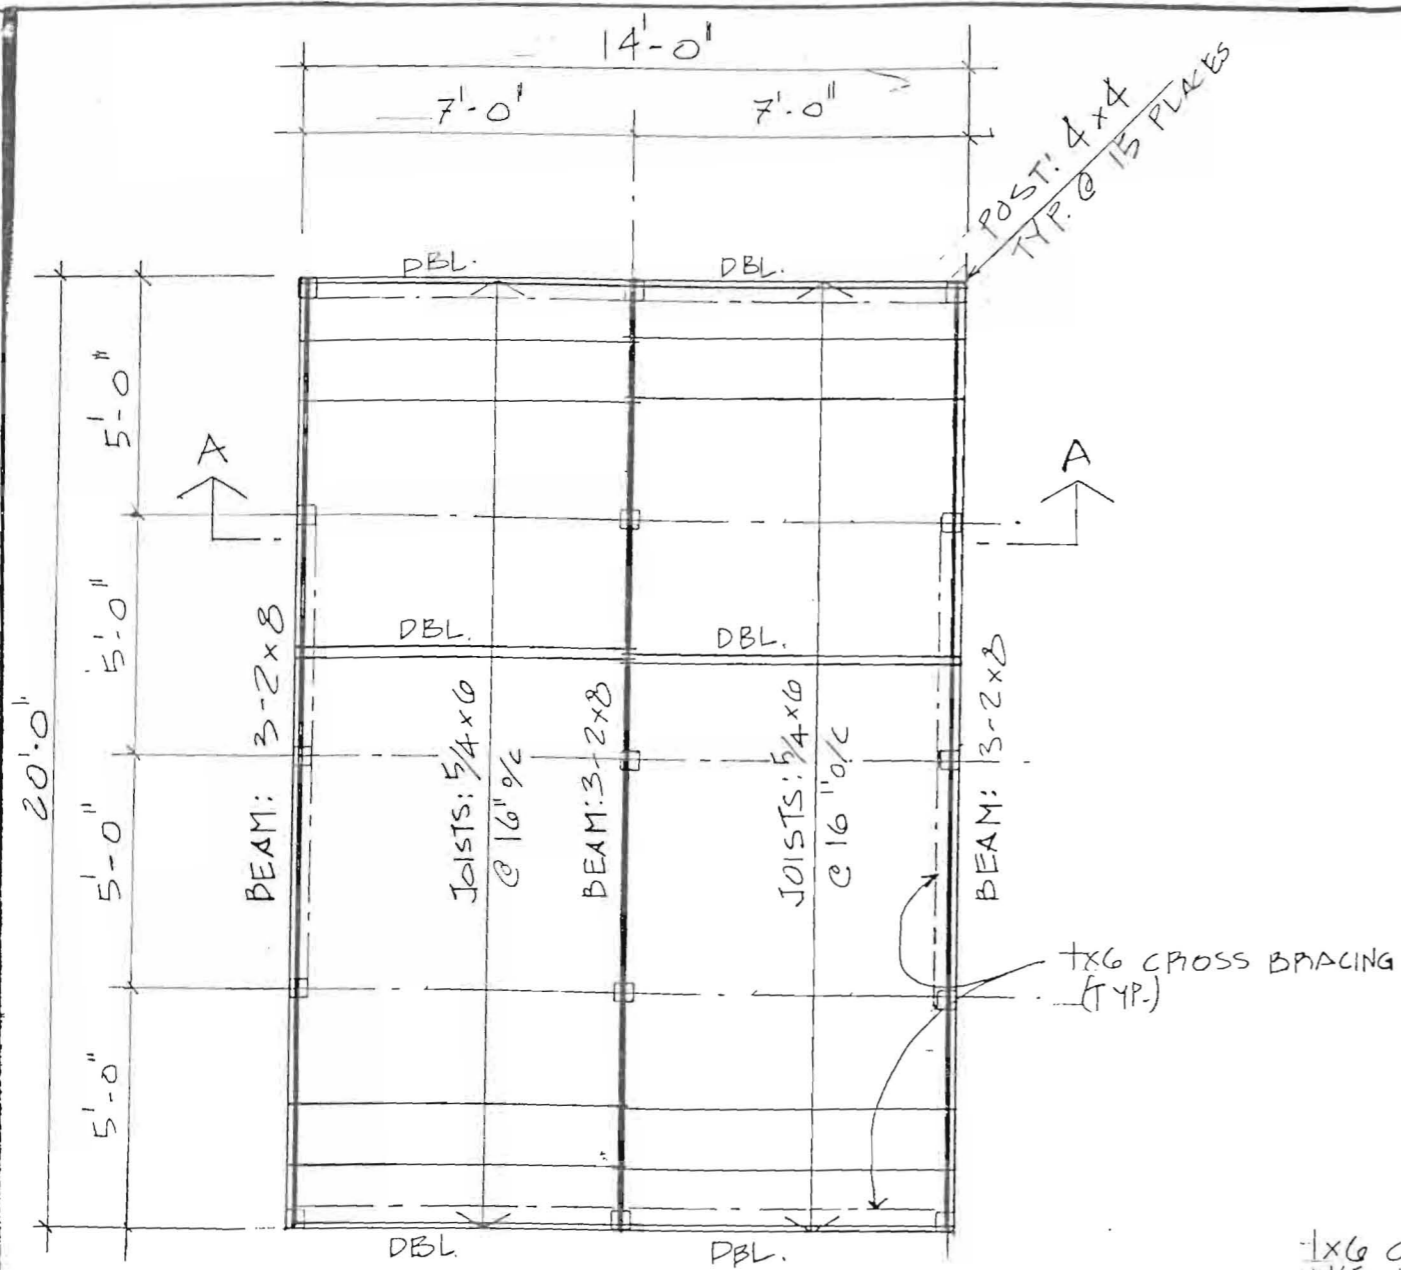 14'-0"
7'-0"
7'-0"
POST: 4x4
TYP. @ 15 PLACES
DBL.
DBL.
5'-0"
A
A
5'-0"
DBL.
DBL.
20'-0"
BEAM: 3-2x8
JOISTS: 5/4x6
@ 16" o/c
BEAM: 3-2x8
JOISTS: 5/4x6
@ 16" o/c
BEAM: 3-2x8
5'-0"
1x6 CROSS BRACING
(TYP.)
5'-0"
DBL.
DBL.
1x6